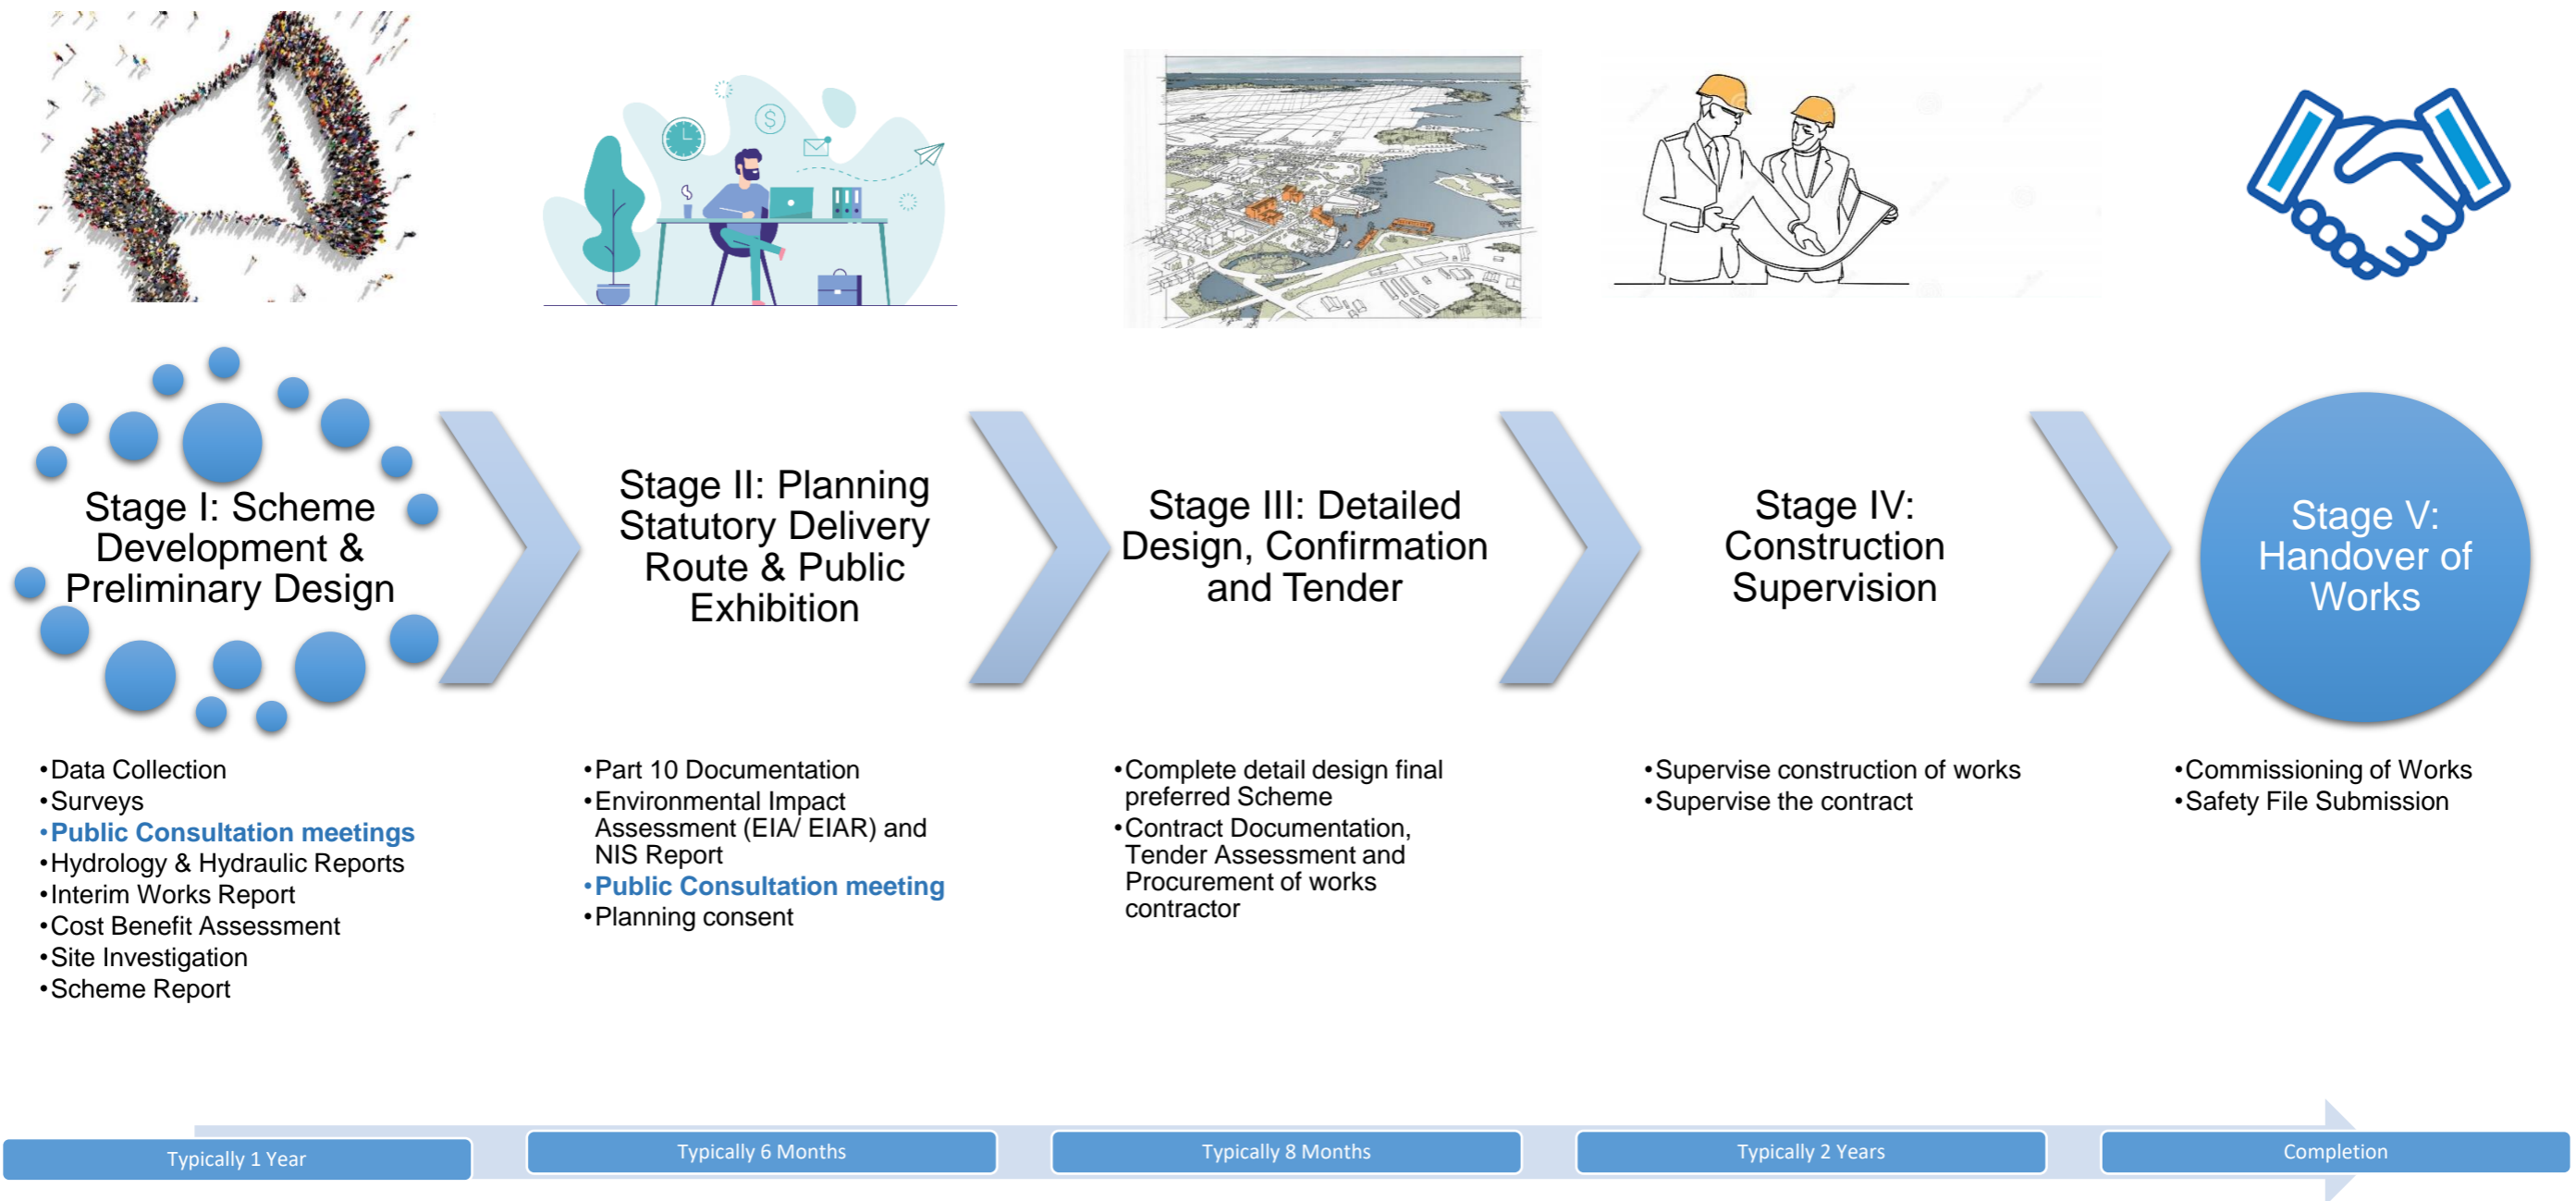 Stage I: Scheme
Development &
Preliminary Design
Stage II: Planning
Statutory Delivery
Route & Public
Exhibition
Stage III: Detailed
Design, Confirmation
and Tender
Stage IV:
Construction
Supervision
Stage V:
Handover of
Works
•Data Collection
•Surveys
•Public Consultation meetings
•Hydrology & Hydraulic Reports
•Interim Works Report
•Cost Benefit Assessment
•Site Investigation
•Scheme Report
•Part 10 Documentation
•Environmental Impact
Assessment (EIA/ EIAR) and
NIS Report
•Public Consultation meeting
•Planning consent
•Complete detail design final
preferred Scheme
•Contract Documentation,
Tender Assessment and
Procurement of works
contractor
•Supervise construction of works
•Supervise the contract
•Commissioning of Works
•Safety File Submission
Typically 1 Year
Typically 6 Months
Typically 8 Months
Typically 2 Years
Completion